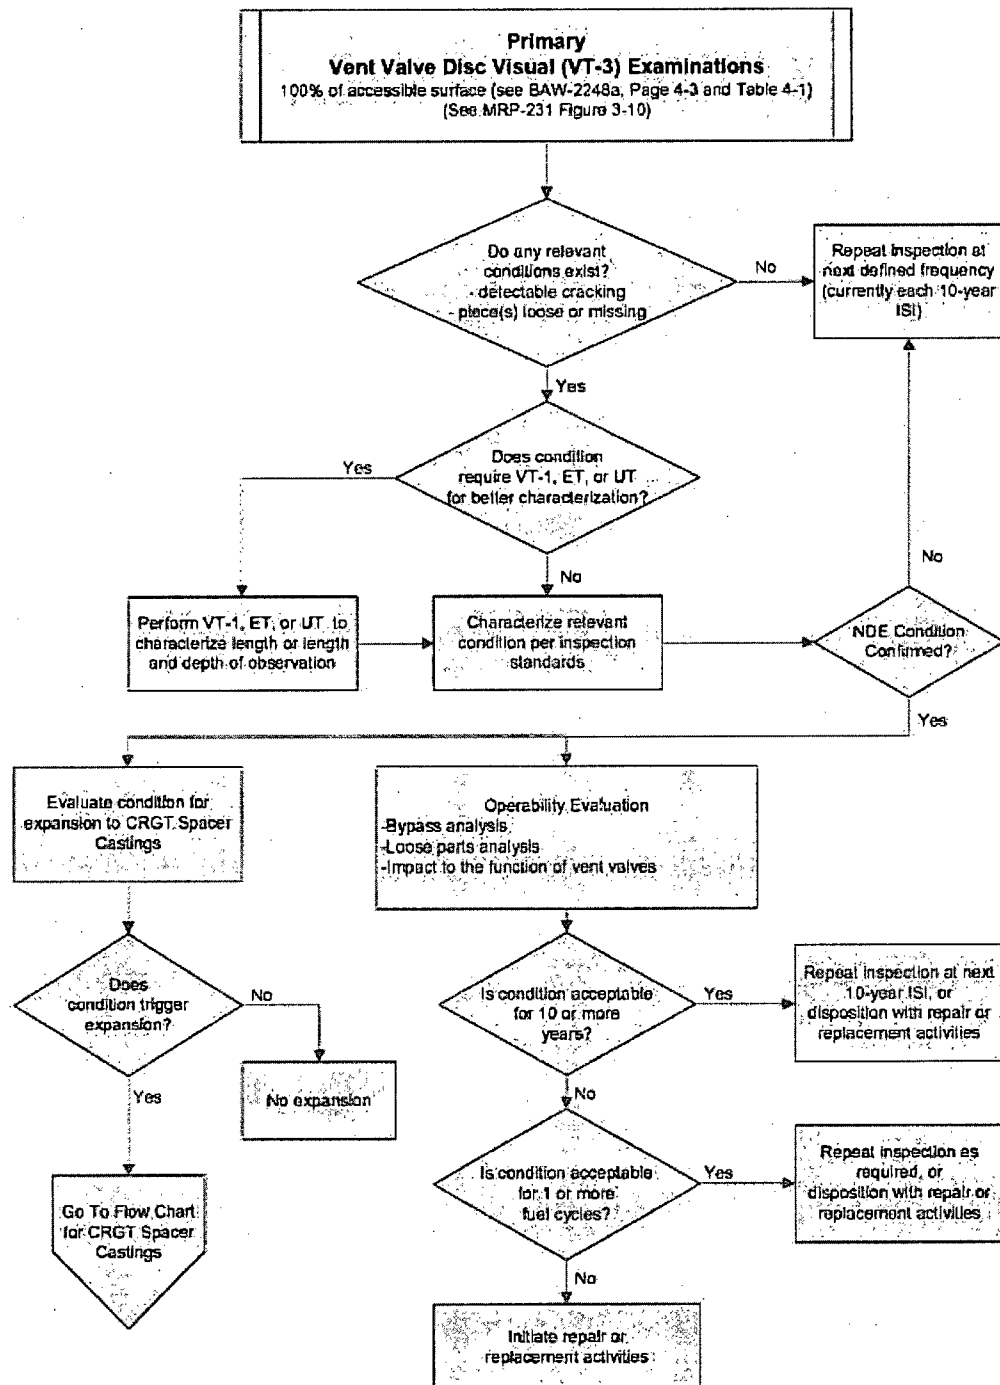 Primary
Vent Valve Disc Visual (VT-3) Examinations
100% of accessible surface (see BAW-2248a, Page 4-3 and Table 4-1)
(See MRP-231 Figure 3-10)
Do any relevant
conditions exist?
- detectable cracking
- piece(s) loose or missing
No
Repeat inspection at
next defined frequency
(currently each 10-year
ISI)
Yes
Does condition
require VT-1, ET, or UT
for better characterization?
Yes
No
No
Perform VT-1, ET, or UT to
characterize length or length
and depth of observation
Characterize relevant
condition per inspection
standards
NDE Condition
Confirmed?
Yes
Evaluate condition for
expansion to CRGT Spacer
Castings
Operability Evaluation
-Bypass analysis,
-Loose parts analysis
-Impact to the function of vent valves
Does
condition trigger
expansion?
No
Is condition acceptable
for 10 or more
years?
Yes
Repeat inspection at next
10-year ISI, or
disposition with repair or
replacement activities
No expansion
Yes
No
Go To Flow Chart
for CRGT Spacer
Castings
Is condition acceptable
for 1 or more
fuel cycles?
Yes
Repeat inspection as
required, or
disposition with repair or
replacement activities
No
Initiate repair or
replacement activities